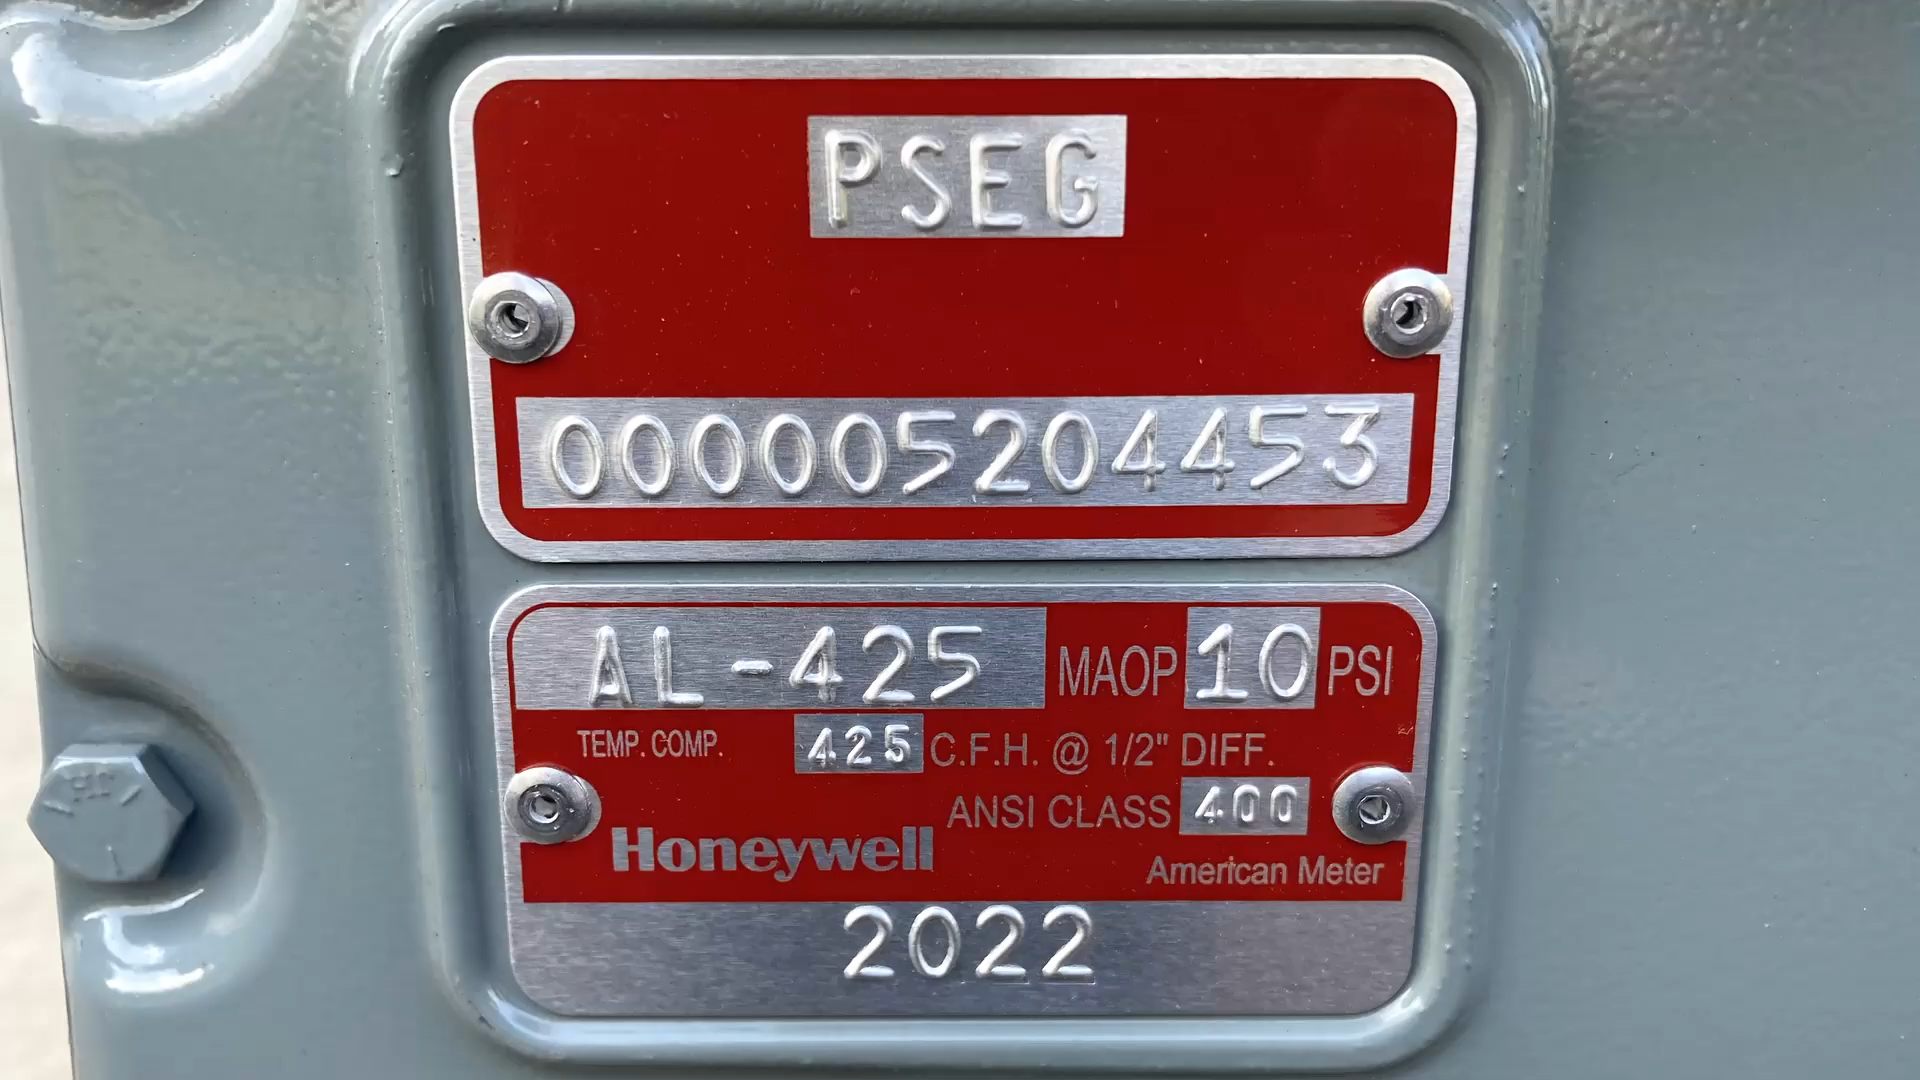 PSEG
000005204453
AL-425 MAOP 10 PSI
TEMP. COMP. 425 C.F.H. @ 1/2" DIFF.
ANSI CLASS 400
Honeywell
American Meter
2022